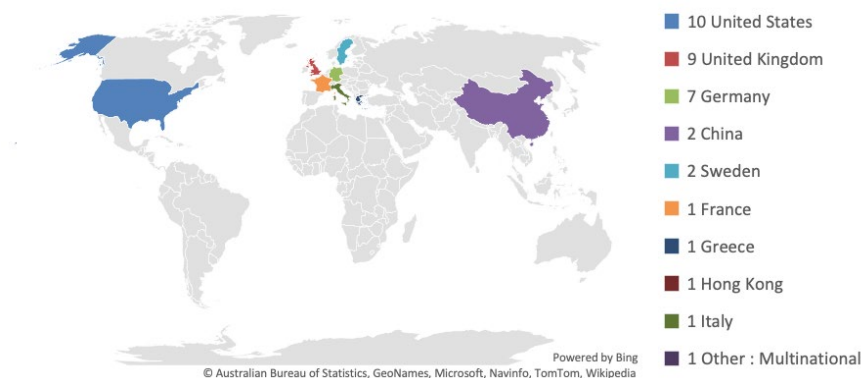 10 United States
9 United Kingdom
7 Germany
2 China
2 Sweden
1 France
1 Greece
1 Hong Kong
1 Italy
1 Other : Multinational
Powered by Bing
© Australian Bureau of Statistics, GeoNames, Microsoft, Navinfo, TomTom, Wikipedia